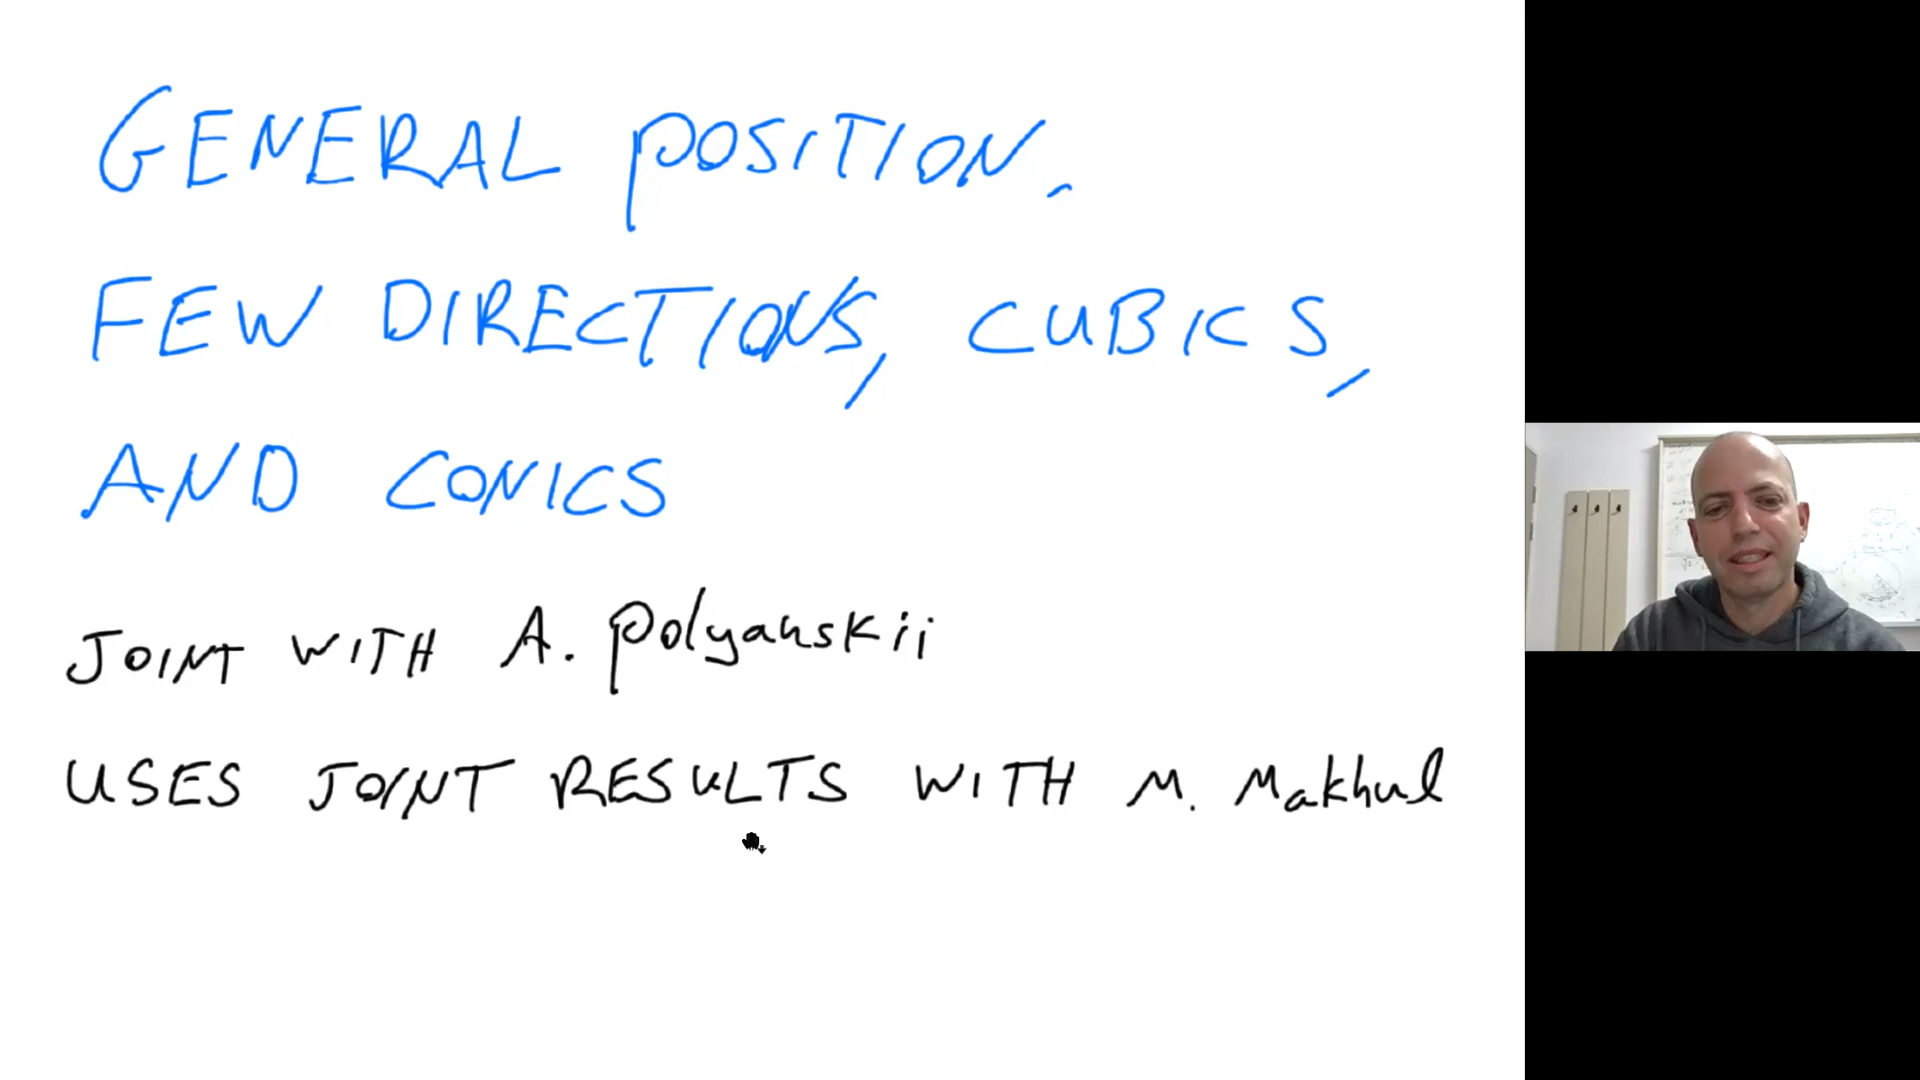 GENERAL POSITION.
FEW DIRECTIONS, CUBICS,
AND CONICS
JOINT WITH A. Polyanskii
USES JOINT RESULTS WITH M. Makhul